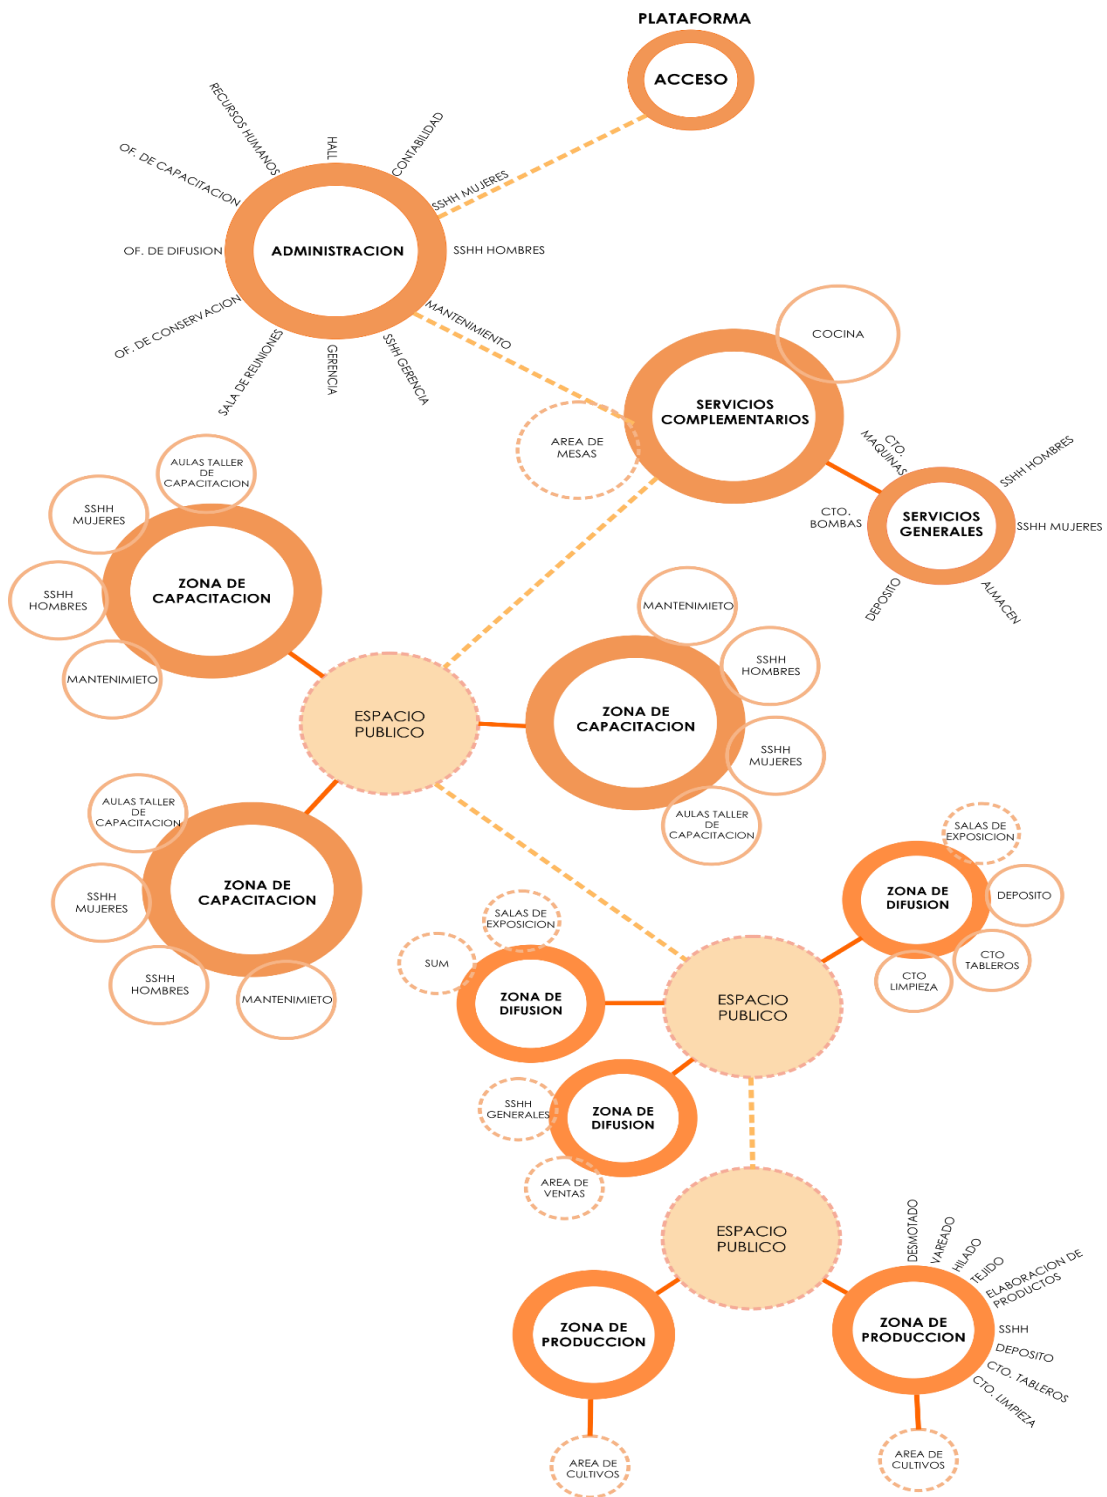 PLATAFORMA
ACCESO
RECURSOS HUMANOS
HALL
CONTABILIDAD
OF. DE CAPACITACION
SSHH MUJERES
OF. DE DIFUSION
ADMINISTRACION
SSHH HOMBRES
OF. DE CONSERVACION
MANTENIMIENTO
SALA DE REUNIONES
GERENCIA
SSHH GERENCIA
COCINA
SERVICIOS
COMPLEMENTARIOS
AREA DE
MESAS
CTO.
MAQUINAS
SSHH HOMBRES
CTO.
BOMBAS
SERVICIOS
GENERALES
SSHH MUJERES
DEPOSITO
ALMACEN
AULAS TALLER
DE
CAPACITACION
SSHH
MUJERES
ZONA DE
CAPACITACION
SSHH
HOMBRES
MANTENIMIETO
MANTENIMIETO
SSHH
HOMBRES
ESPACIO
PUBLICO
ZONA DE
CAPACITACION
SSHH
MUJERES
AULAS TALLER
DE
CAPACITACION
AULAS TALLER
DE
CAPACITACION
ZONA DE
CAPACITACION
SSHH
MUJERES
SSHH
HOMBRES
MANTENIMIETO
SALAS DE
EXPOSICION
ZONA DE
DIFUSION
DEPOSITO
CTO
TABLEROS
CTO
LIMPIEZA
SALAS DE
EXPOSICION
SUM
ZONA DE
DIFUSION
ESPACIO
PUBLICO
SSHH
GENERALES
ZONA DE
DIFUSION
AREA DE
VENTAS
ESPACIO
PUBLICO
DESMOTADO
VAREADO
HILADO
TEJIDO
ELABORACION DE
PRODUCTOS
ZONA DE
PRODUCCION
ZONA DE
PRODUCCION
SSHH
DEPOSITO
CTO. TABLEROS
CTO. LIMPIEZA
AREA DE
CULTIVOS
AREA DE
CULTIVOS